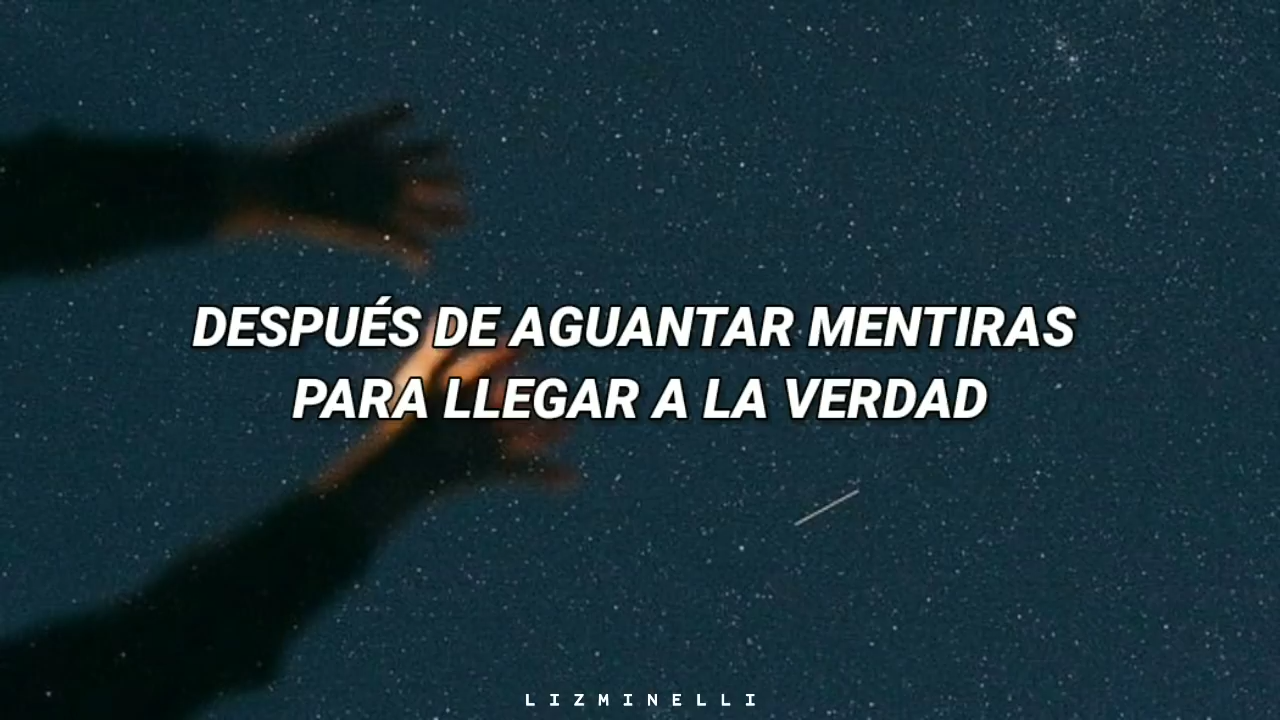 DESPUÉS DE AGUANTAR MENTIRAS
PARA LLEGAR A LA VERDAD
LIZMINELLI